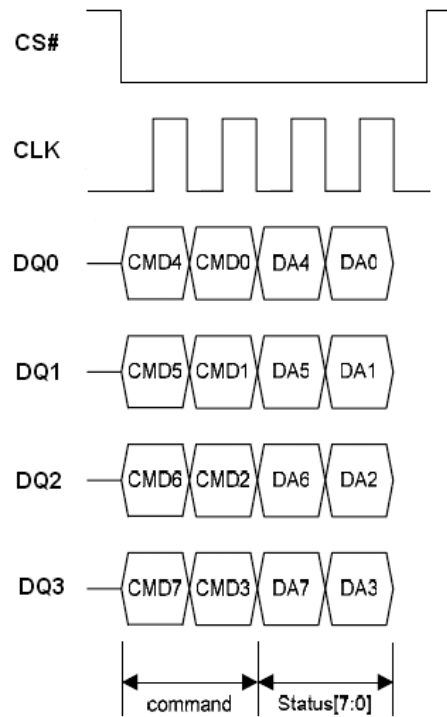 CS#
CLK
DQ0 CMD4 CMD0 DA4 DA0
DQ1 CMD5 CMD1 DA5 DA1
DQ2 CMD6 CMD2 DA6 DA2
DQ3 CMD7 CMD3 DA7 DA3
command Status[7:0]